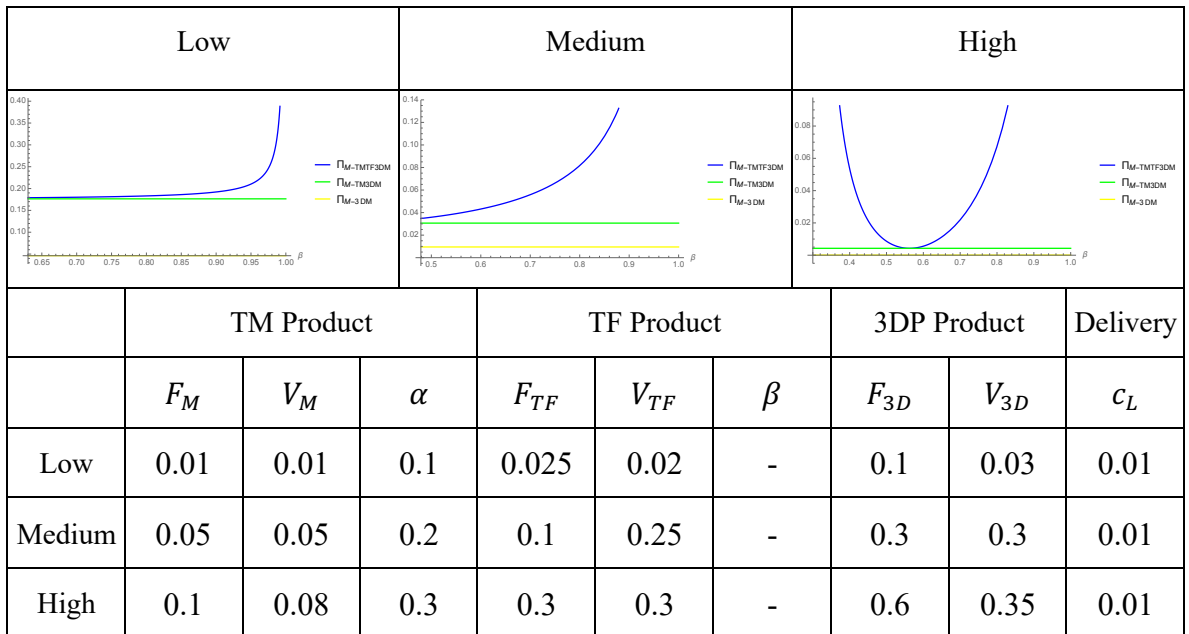 Low Medium High
0.40
0.35
0.30
0.25
0.20
0.15
0.10
0.65 0.70 0.75 0.80 0.85 0.90 0.95 1.00
β
Π_M-TMTF3DM
Π_M-TM3DM
Π_M-3 DM
0.14
0.12
0.10
0.08
0.06
0.04
0.02
0.5 0.6 0.7 0.8 0.9 1.0
β
Π_M-TMTF3DM
Π_M-TM3DM
Π_M-3 DM
0.08
0.06
0.04
0.02
0.4 0.5 0.6 0.7 0.8 0.9 1.0
β
Π_M-TMTF3DM
Π_M-TM3DM
Π_M-3 DM
TM Product TF Product 3DP Product Delivery
F_M V_M α F_TF V_TF β F_3D V_3D c_L
Low 0.01 0.01 0.1 0.025 0.02 - 0.1 0.03 0.01
Medium 0.05 0.05 0.2 0.1 0.25 - 0.3 0.3 0.01
High 0.1 0.08 0.3 0.3 0.3 - 0.6 0.35 0.01